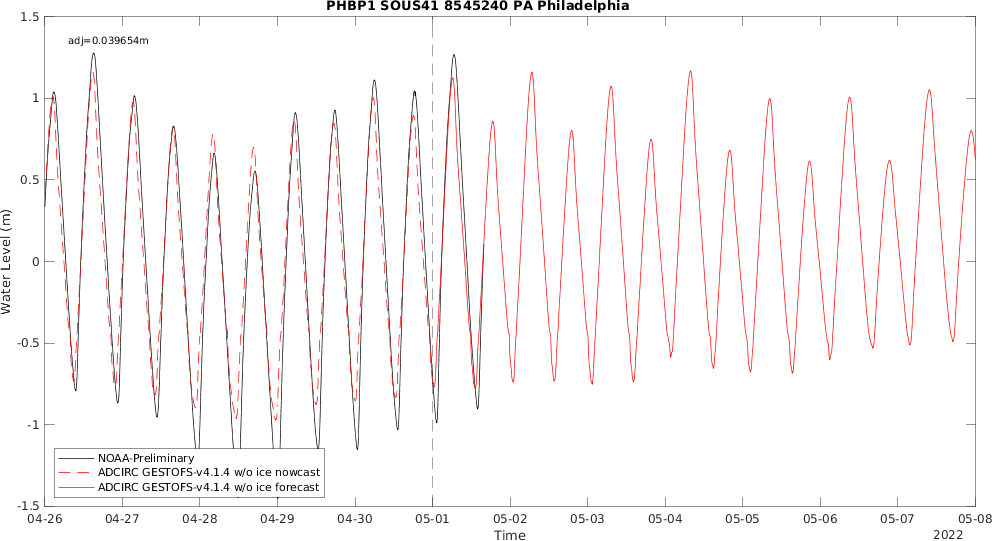 PHBP1 SOUS41 8545240 PA Philadelphia
adj=0.039654m
1.5
1
0.5
0
-0.5
-1
-1.5
Water Level (m)
NOAA-Preliminary
ADCIRC GESTOFS-v4.1.4 w/o ice nowcast
ADCIRC GESTOFS-v4.1.4 w/o ice forecast
04-26 04-27 04-28 04-29 04-30 05-01 05-02 05-03 05-04 05-05 05-06 05-07 05-08
Time
2022